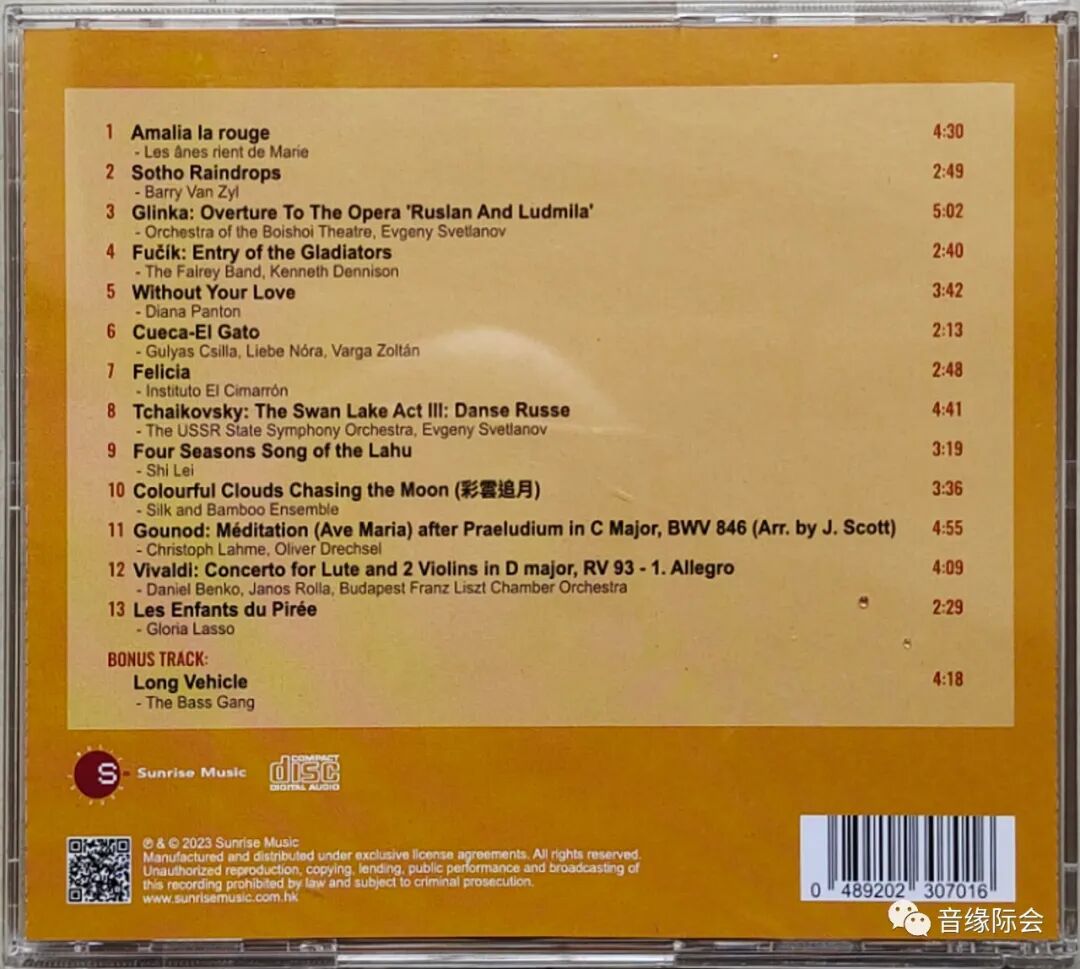 1 Amalia la rouge 4:30
- Les ânes rient de Marie
2 Sotho Raindrops 2:49
- Barry Van Zyl
3 Glinka: Overture To The Opera 'Ruslan And Ludmila' 5:02
- Orchestra of the Boishoi Theatre, Evgeny Svetlanov
4 Fučík: Entry of the Gladiators 2:40
- The Fairey Band, Kenneth Dennison
5 Without Your Love 3:42
- Diana Panton
6 Cueca-El Gato 2:13
- Gulyas Csilla, Liebe Nóra, Varga Zoltán
7 Felicia 2:48
- Instituto El Cimarrón
8 Tchaikovsky: The Swan Lake Act III: Danse Russe 4:41
- The USSR State Symphony Orchestra, Evgeny Svetlanov
9 Four Seasons Song of the Lahu 3:19
- Shi Lei
10 Colourful Clouds Chasing the Moon (彩雲追月) 3:36
- Silk and Bamboo Ensemble
11 Gounod: Méditation (Ave Maria) after Praeludium in C Major, BWV 846 (Arr. by J. Scott) 4:55
- Christoph Lahme, Oliver Drechsel
12 Vivaldi: Concerto for Lute and 2 Violins in D major, RV 93 - 1. Allegro 4:09
- Daniel Benko, Janos Rolla, Budapest Franz Liszt Chamber Orchestra
13 Les Enfants du Pirée 2:29
- Gloria Lasso
BONUS TRACK:
Long Vehicle 4:18
- The Bass Gang
S Sunrise Music
COMPACT
disc
DIGITAL AUDIO
℗ & © 2023 Sunrise Music
Manufactured and distributed under exclusive license agreements. All rights reserved.
Unauthorized reproduction, copying, lending, public performance and broadcasting of
this recording prohibited by law and subject to criminal prosecution.
www.sunrisemusic.com.hk
0 489202 307016
音缘际会